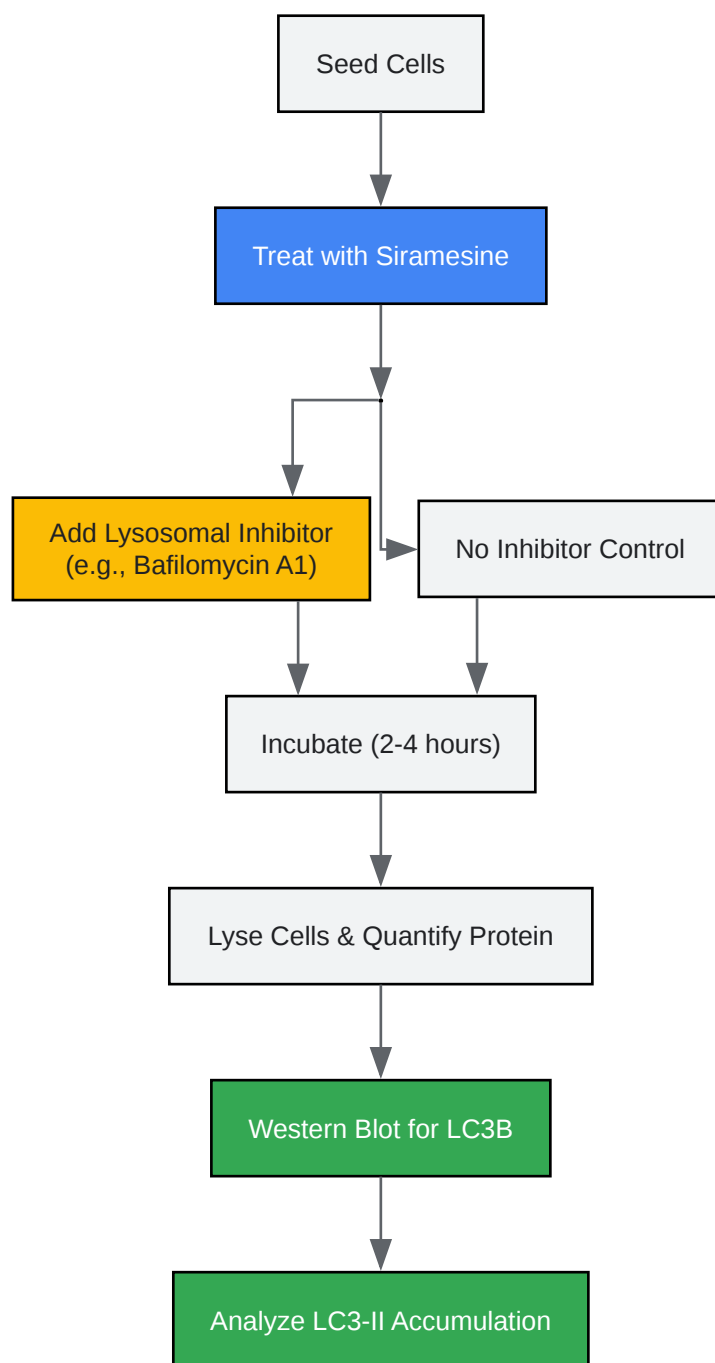 Seed Cells
Treat with Siramesine
Add Lysosomal Inhibitor
(e.g., Bafilomycin A1)
No Inhibitor Control
Incubate (2-4 hours)
Lyse Cells & Quantify Protein
Western Blot for LC3B
Analyze LC3-II Accumulation